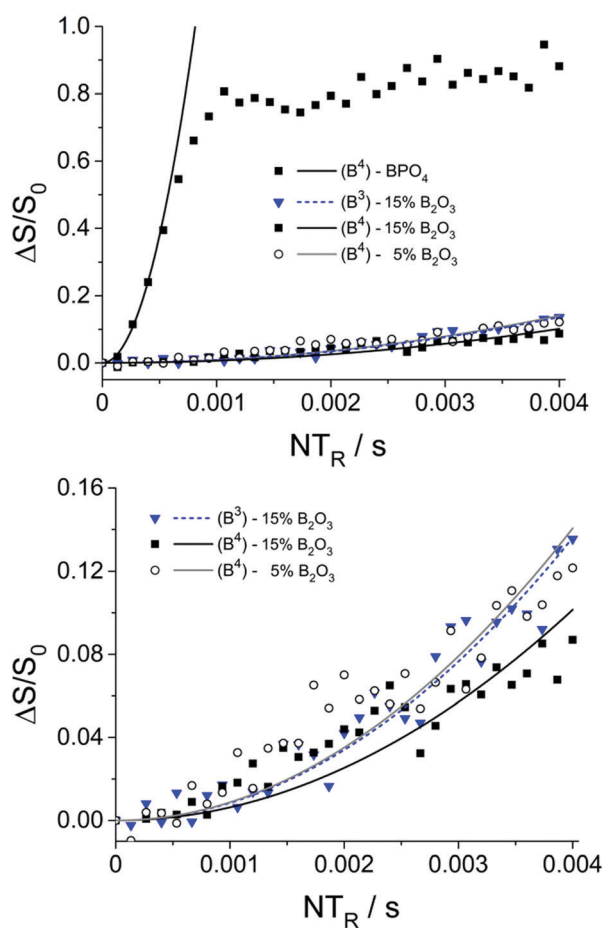 1.0
0.8
0.6
0.4
0.2
0.0
ΔS/S₀
(B⁴) - BPO₄
(B³) - 15% B₂O₃
(B⁴) - 15% B₂O₃
(B⁴) - 5% B₂O₃
0 0.001 0.002 0.003 0.004
NT_R / s
0.16
0.12
0.08
0.04
0.00
ΔS/S₀
(B³) - 15% B₂O₃
(B⁴) - 15% B₂O₃
(B⁴) - 5% B₂O₃
0 0.001 0.002 0.003 0.004
NT_R / s